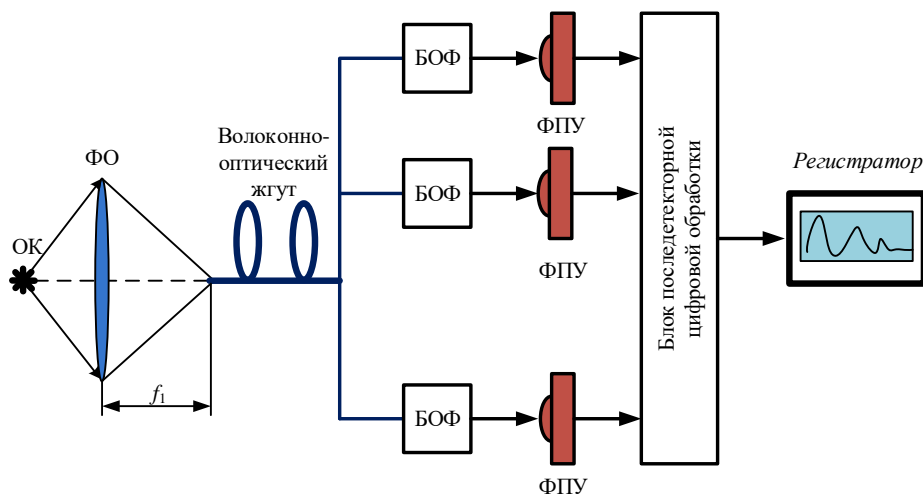 БОФ
ФПУ
Волоконно-
оптический
жгут
ФО
ОК
f1
БОФ
ФПУ
БОФ
ФПУ
Блок последетекторной
цифровой обработки
Регистратор